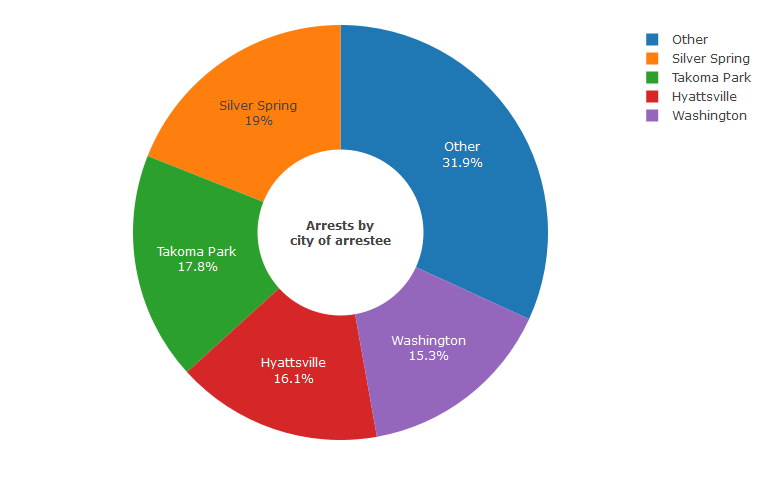 Other
31.9%
Silver Spring
19%
Takoma Park
17.8%
Hyattsville
16.1%
Washington
15.3%
Arrests by
city of arrestee
Other
Silver Spring
Takoma Park
Hyattsville
Washington